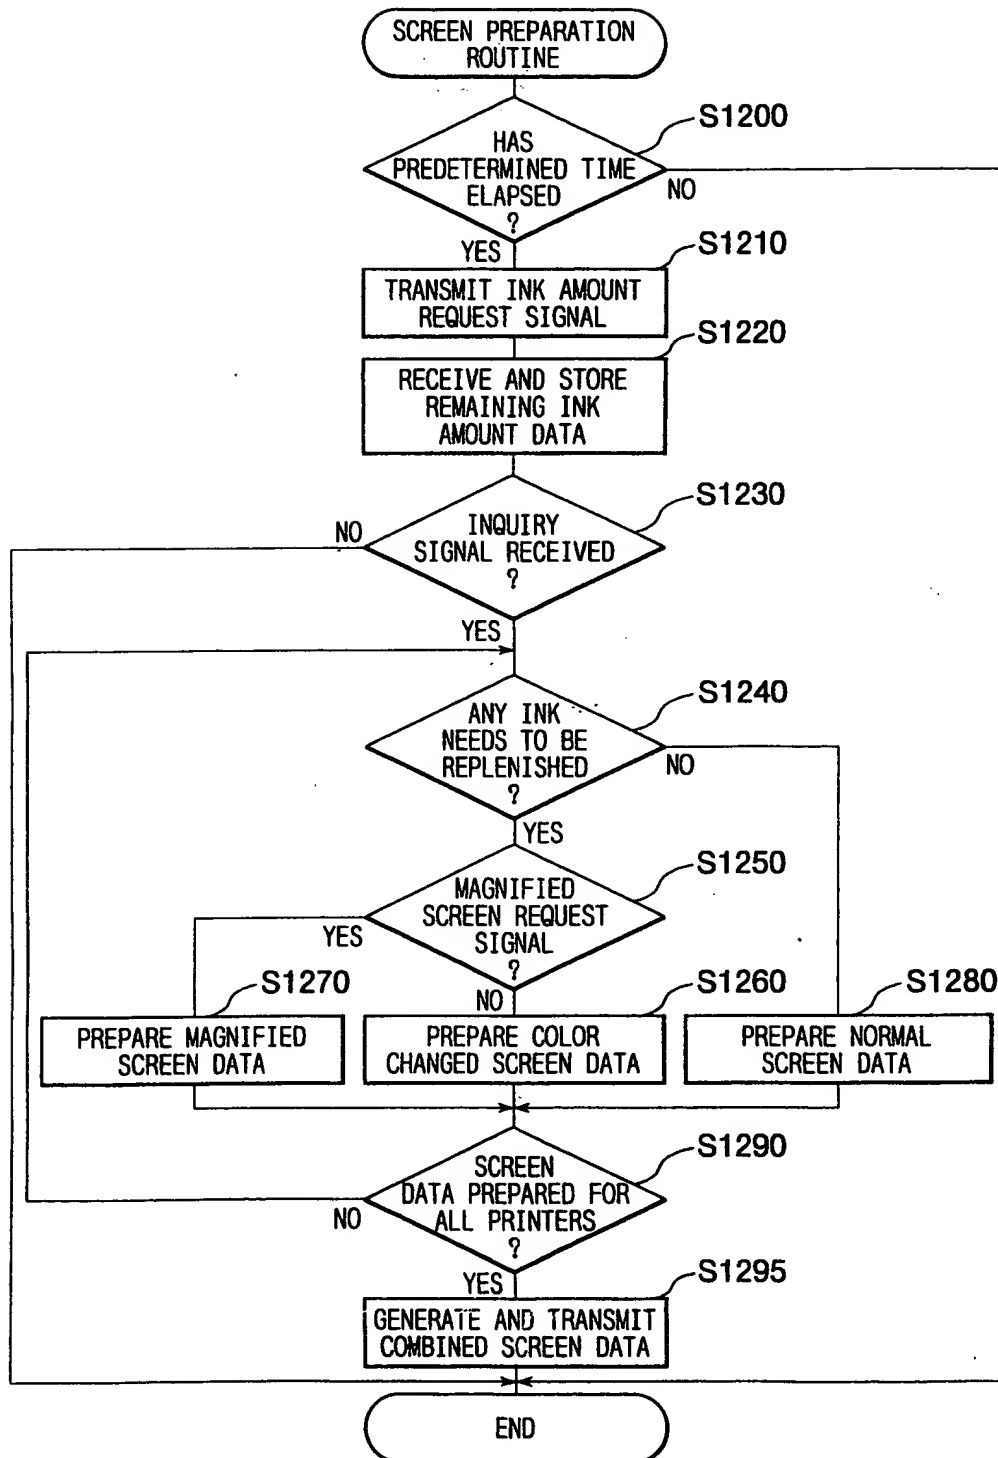 SCREEN PREPARATION
ROUTINE
S1200
HAS
PREDETERMINED TIME
ELAPSED
?
NO
YES
S1210
TRANSMIT INK AMOUNT
REQUEST SIGNAL
S1220
RECEIVE AND STORE
REMAINING INK
AMOUNT DATA
S1230
NO
INQUIRY
SIGNAL RECEIVED
?
YES
S1240
ANY INK
NEEDS TO BE
REPLENISHED
?
NO
YES
S1250
MAGNIFIED
SCREEN REQUEST
SIGNAL
?
YES
NO
S1270
S1260
S1280
PREPARE MAGNIFIED
SCREEN DATA
PREPARE COLOR
CHANGED SCREEN DATA
PREPARE NORMAL
SCREEN DATA
S1290
SCREEN
DATA PREPARED FOR
ALL PRINTERS
?
NO
YES
S1295
GENERATE AND TRANSMIT
COMBINED SCREEN DATA
END